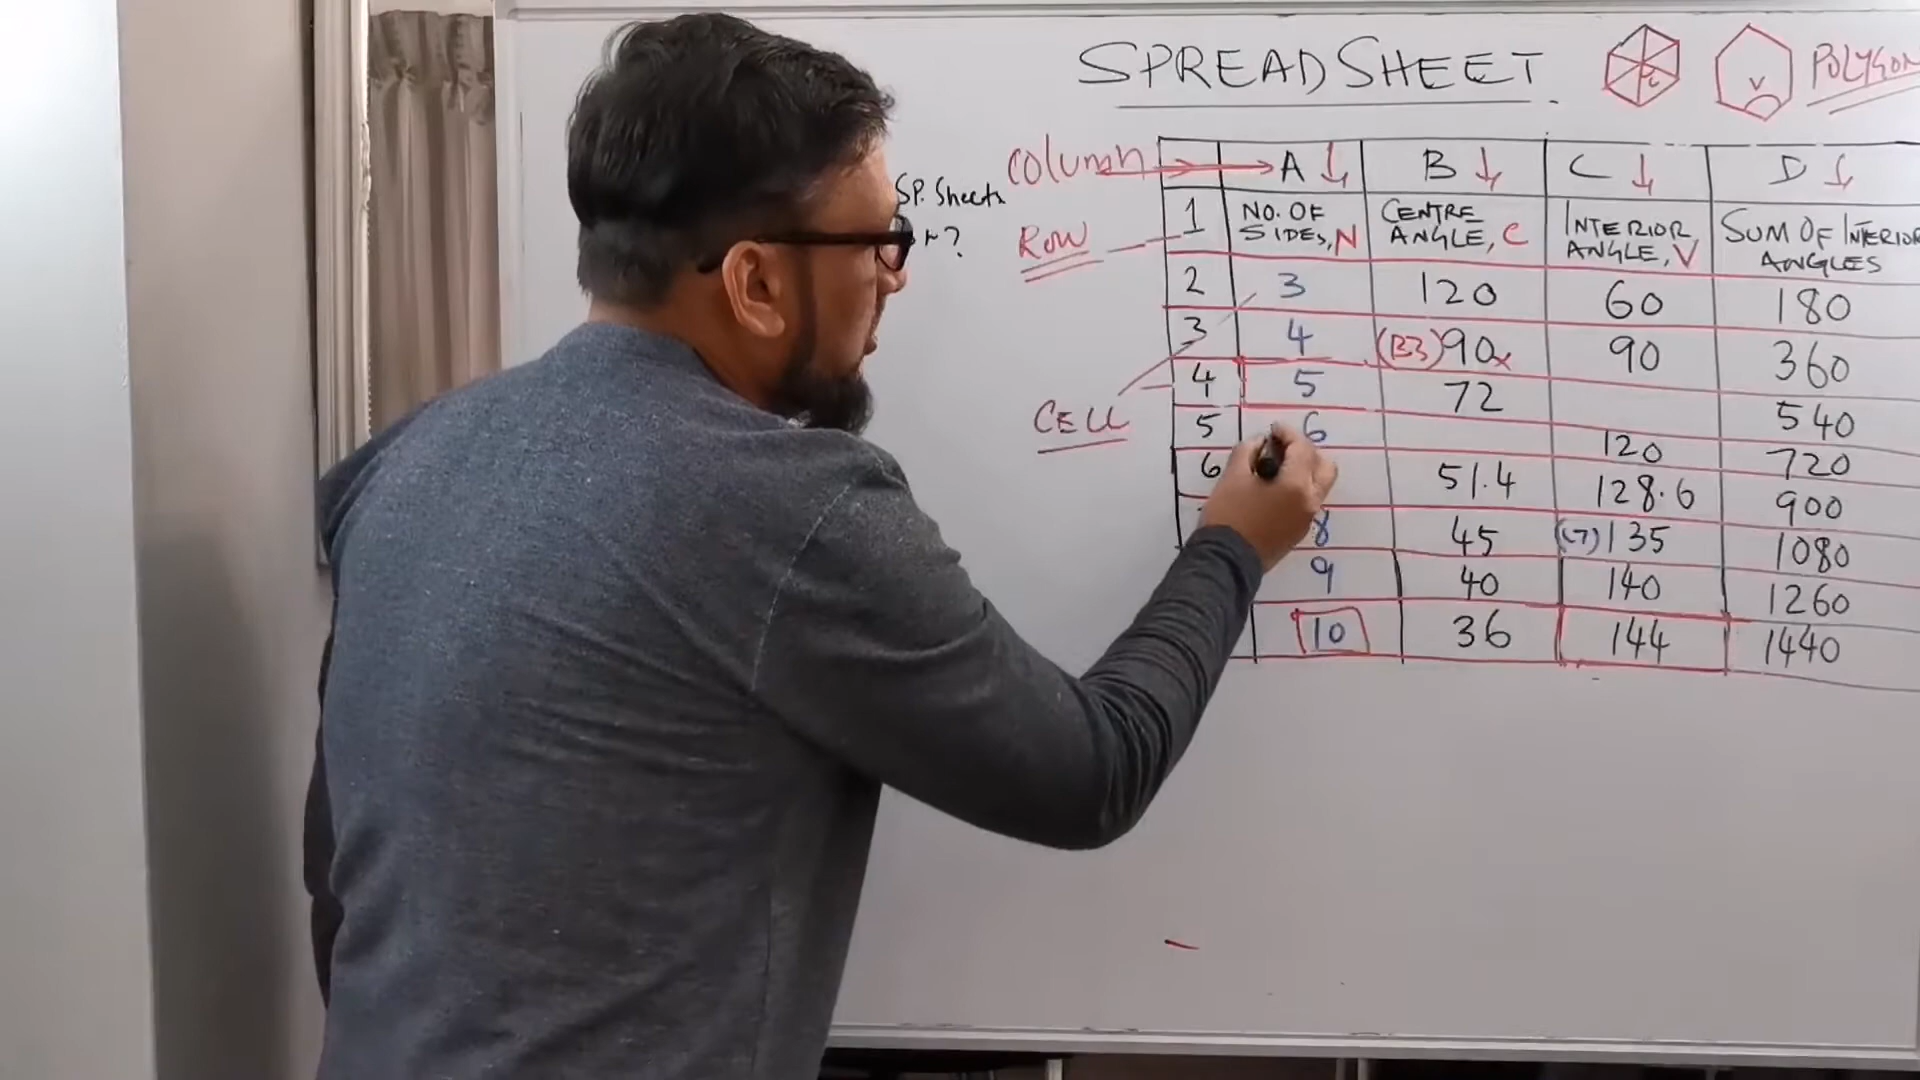 SPREADSHEET
POLYGON
V
SP. Sheets
column
A B C D
ROW
1 NO. OF SIDES, N CENTRE ANGLE, C INTERIOR ANGLE, V SUM OF INTERIOR ANGLES
2 3 120 60 180
3 4 (B3) 90x 90 360
4 5 72 540
CELL
5 6 120 720
6 51.4 128.6 900
8 45 135 1080
9 40 140 1260
10 36 144 1440